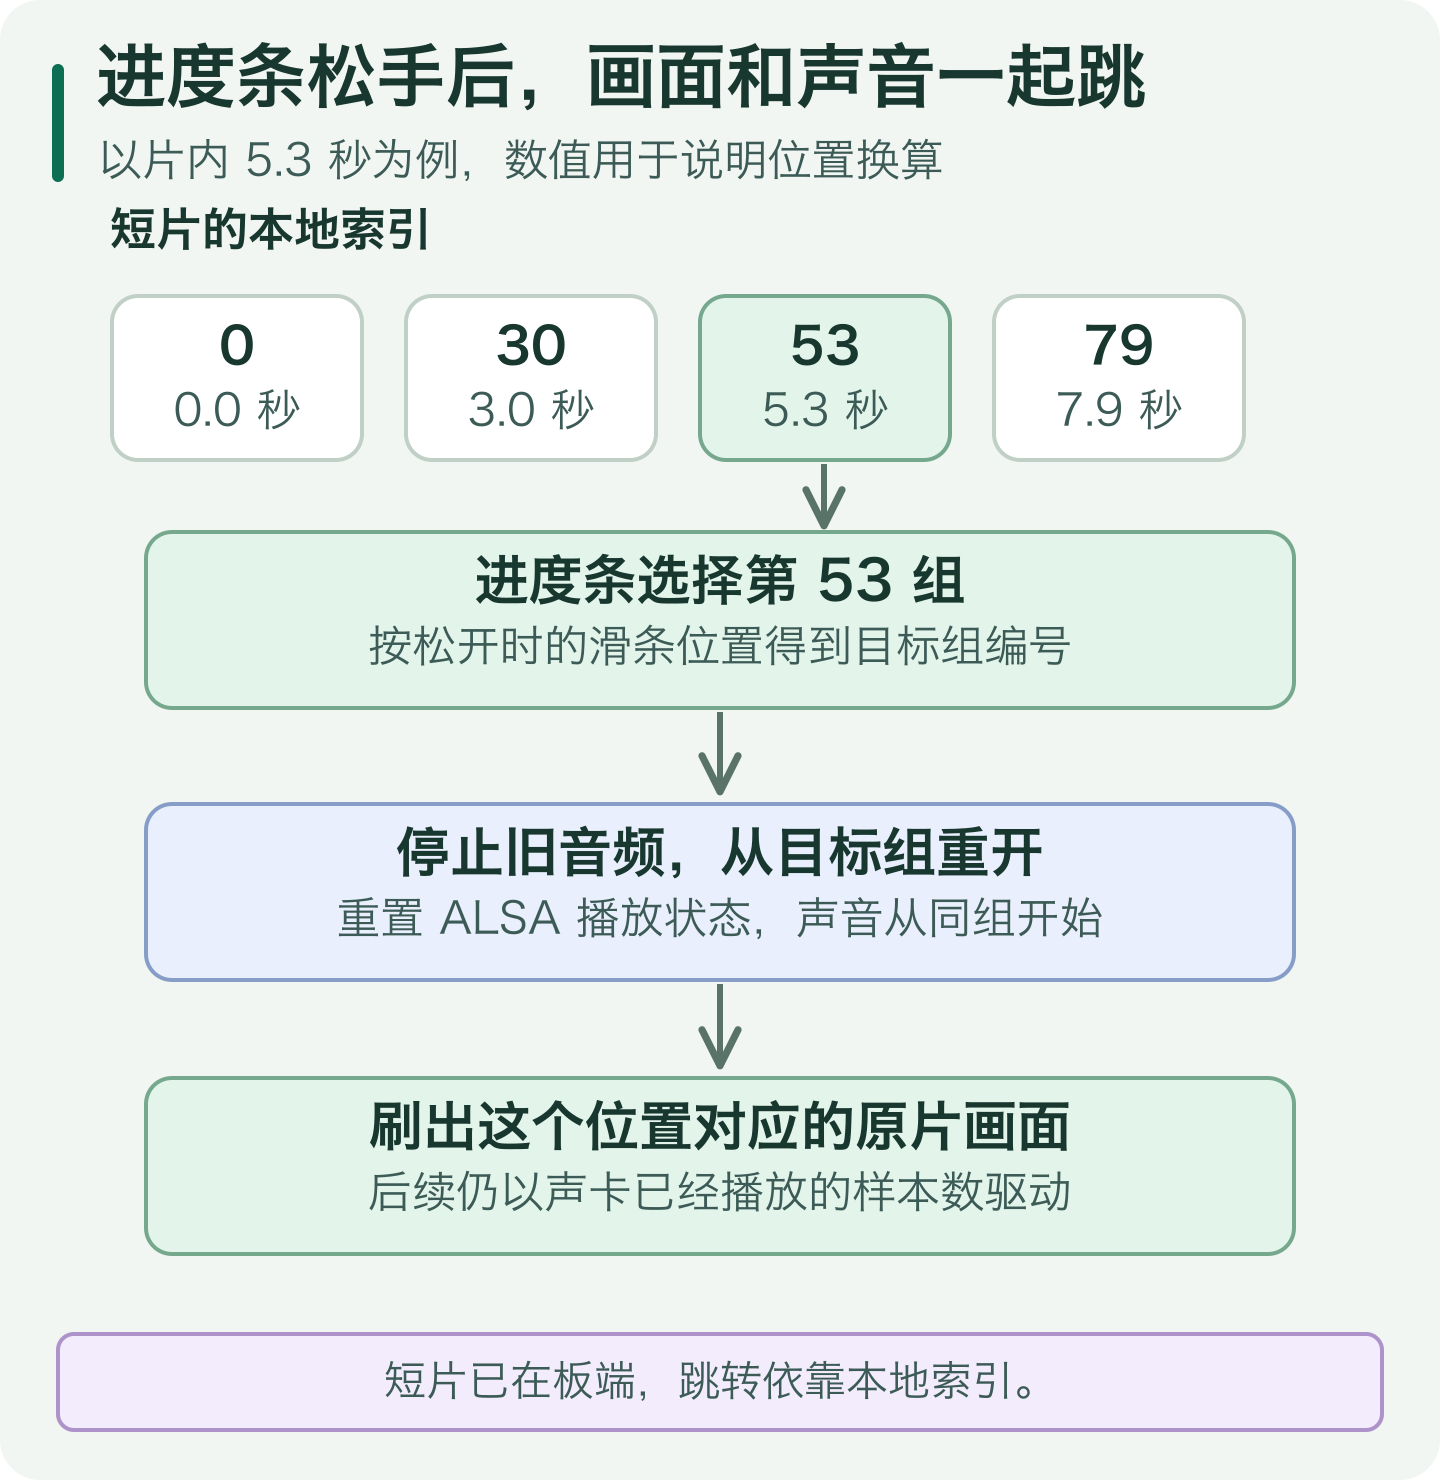 进度条松手后，画面和声音一起跳
以片内 5.3 秒为例，数值用于说明位置换算
短片的本地索引
0
0.0 秒
30
3.0 秒
53
5.3 秒
79
7.9 秒
进度条选择第 53 组
按松开时的滑条位置得到目标组编号
停止旧音频，从目标组重开
重置 ALSA 播放状态，声音从同组开始
刷出这个位置对应的原片画面
后续仍以声卡已经播放的样本数驱动
短片已在板端，跳转依靠本地索引。